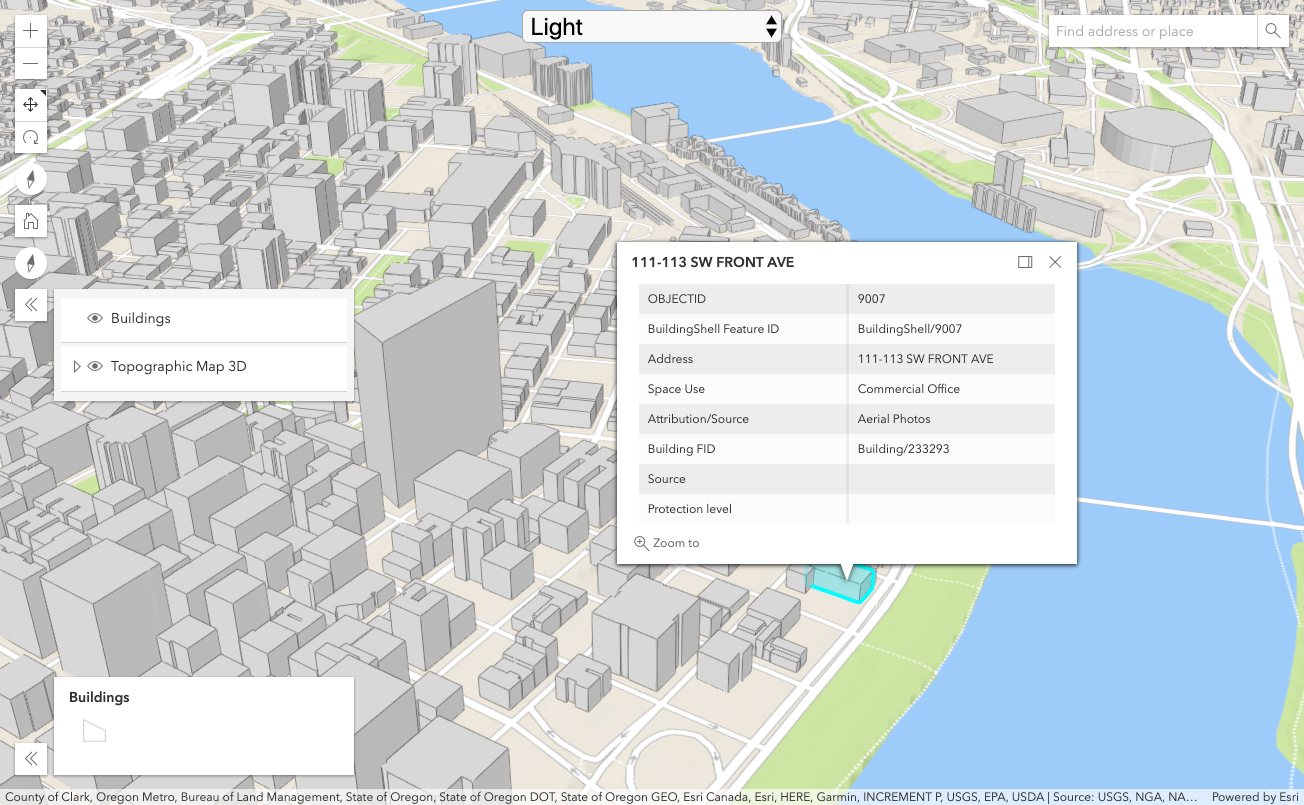 Light
Find address or place
111-113 SW FRONT AVE
OBJECTID 9007
BuildingShell Feature ID BuildingShell/9007
Address 111-113 SW FRONT AVE
Space Use Commercial Office
Attribution/Source Aerial Photos
Building FID Building/233293
Source
Protection level
Zoom to
Buildings
Topographic Map 3D
Buildings
County of Clark, Oregon Metro, Bureau of Land Management, State of Oregon, State of Oregon DOT, State of Oregon GEO, Esri Canada, Esri, HERE, Garmin, INCREMENT P, USGS, EPA, USDA | Source: USGS, NGA, NA... Powered by Esri